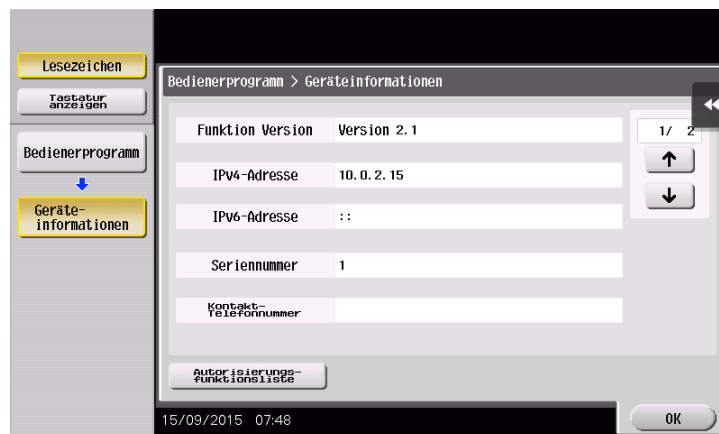 Lesezeichen
Tastatur
anzeigen
Bedienerprogramm
Geräte-
informationen
Bedienerprogramm > Geräteinformationen
Funktion Version Version 2.1
1/ 2
IPv4-Adresse 10.0.2.15
IPv6-Adresse ::
Seriennummer 1
Kontakt-
Telefonnummer
Autorisierungs-
funktionsliste
15/09/2015 07:48
OK